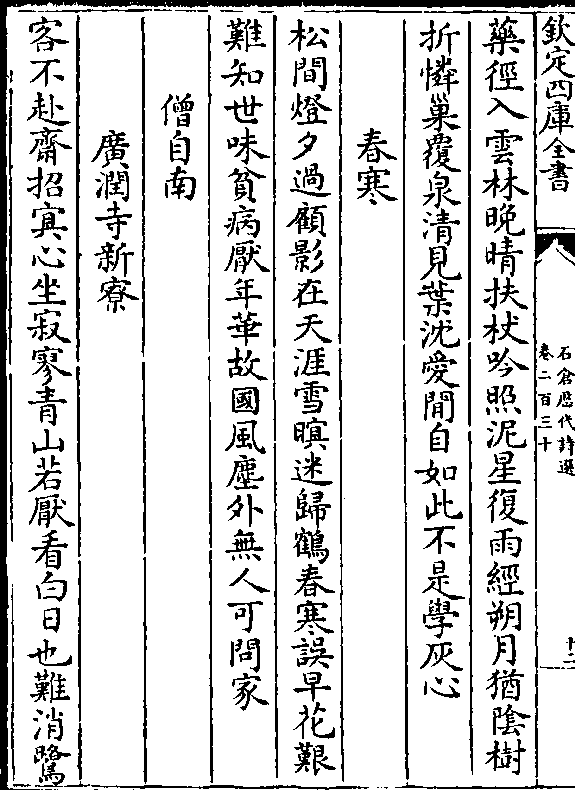 欽定四庫全書
石倉歷代詩選
卷二百三十
十二
藥徑入雲林晚晴扶杖吟照泥星復雨經朔月猶陰樹
折憐巢覆泉清見葉沈愛閒自如此不是學灰心
春寒
松間燈夕過顧影在天涯雪暝迷歸鶴春寒誤早花艱
難知世味貧病厭年華故國風塵外無人可問家
僧自南
廣潤寺新寮
客不赴齋招寘心坐寂寥青山若厭看白日也難消鷺